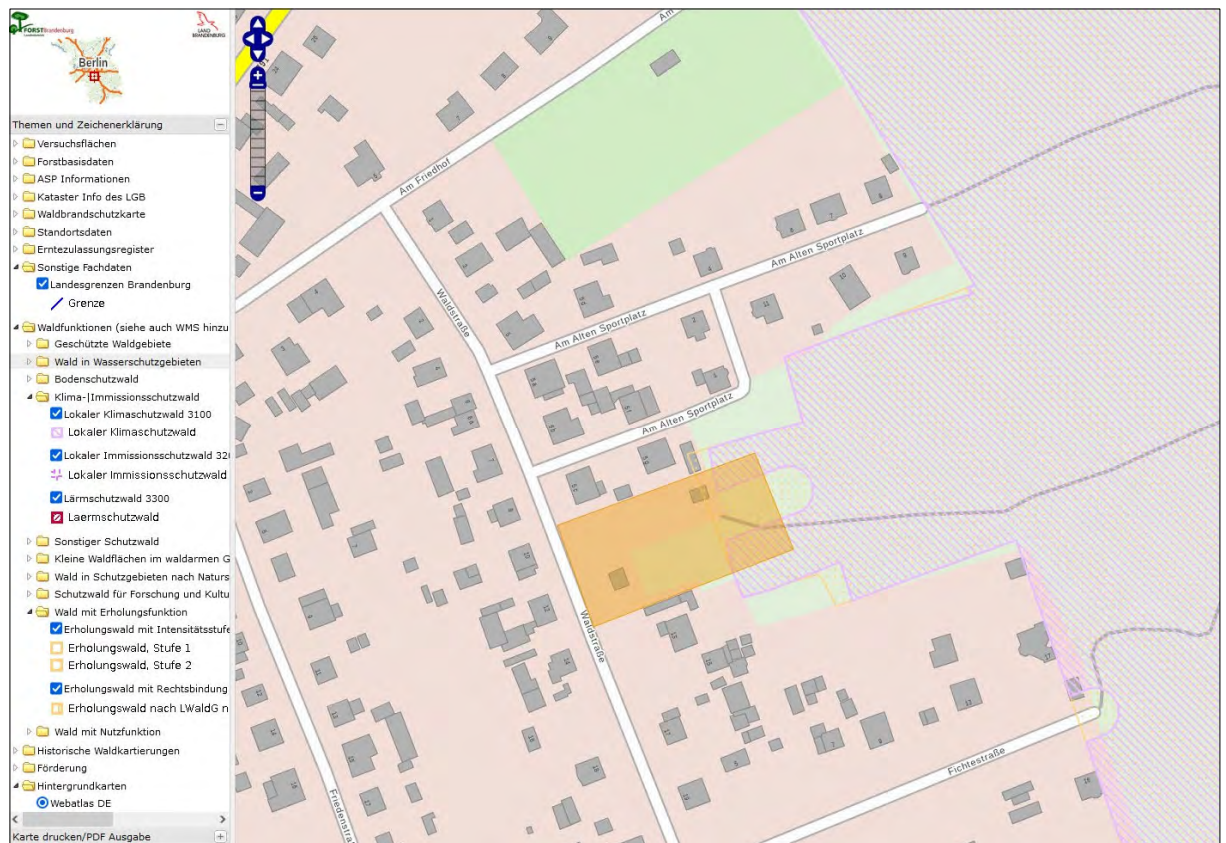 FORSTBrandenburg
LAND
BRANDENBURG
Berlin
Themen und Zeichenerklärung
Versuchsflächen
Forstbasisdaten
ASP Informationen
Kataster Info des LGB
Waldbrandschutzkarte
Standortsdaten
Erntezulassungsregister
Sonstige Fachdaten
Landesgrenzen Brandenburg
Grenze
Waldfunktionen (siehe auch WMS hinzu
Geschützte Waldgebiete
Wald in Wasserschutzgebieten
Bodenschutzwald
Klima-|Immissionsschutzwald
Lokaler Klimaschutzwald 3100
Lokaler Klimaschutzwald
Lokaler Immissionsschutzwald 320
Lokaler Immissionsschutzwald
Lärmschutzwald 3300
Laermschutzwald
Sonstiger Schutzwald
Kleine Waldflächen im waldarmen G
Wald in Schutzgebieten nach Naturs
Schutzwald für Forschung und Kultu
Wald mit Erholungsfunktion
Erholungswald mit Intensitätsstufe
Erholungswald, Stufe 1
Erholungswald, Stufe 2
Erholungswald mit Rechtsbindung
Erholungswald nach LWaldG n
Wald mit Nutzfunktion
Historische Waldkartierungen
Förderung
Hintergrundkarten
Webatlas DE
Karte drucken/PDF Ausgabe
Am
Am Friedhof
Waldstraße
Am Alten Sportplatz
Am Alten Sportplatz
Am Alten Sportplatz
Waldstraße
Fichtestraße
Friedenstra